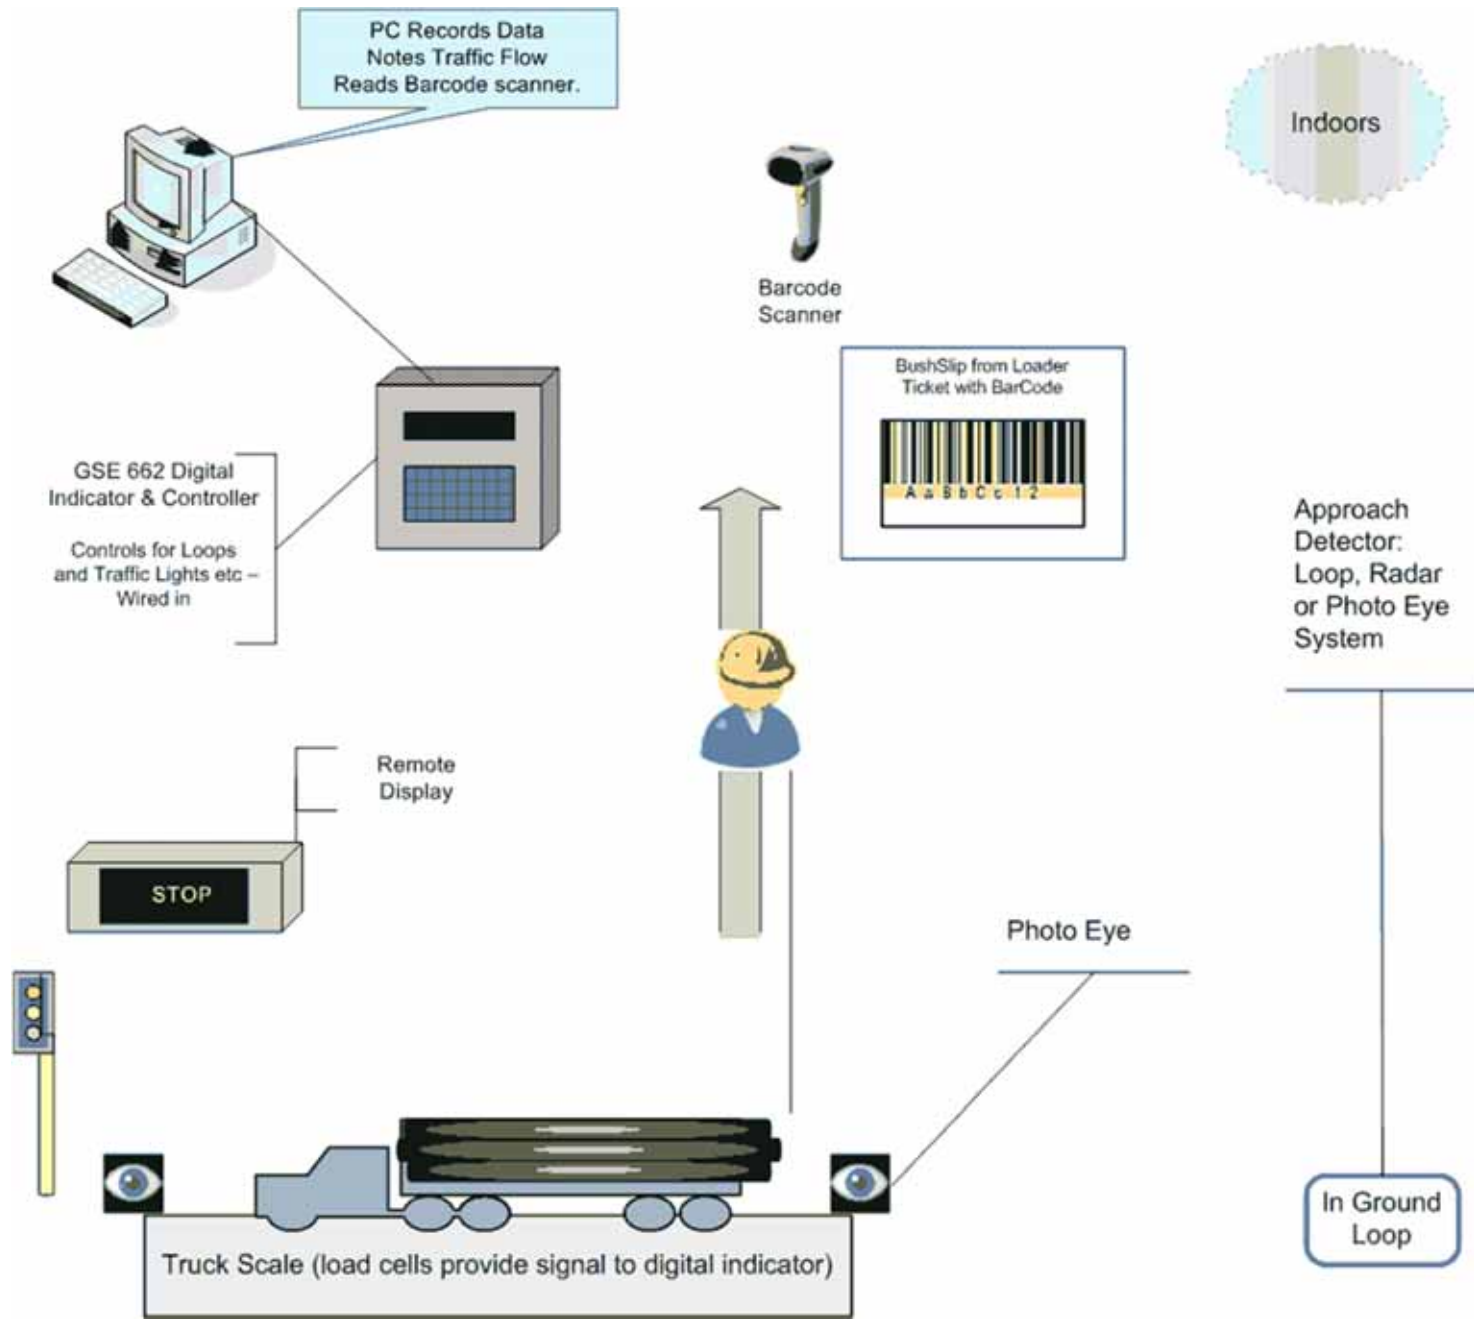 PC Records Data
Notes Traffic Flow
Reads Barcode scanner.
Indoors
Barcode
Scanner
BushSlip from Loader
Ticket with BarCode
A a B b C c 1 2
GSE 662 Digital
Indicator & Controller
Controls for Loops
and Traffic Lights etc –
Wired in
Approach
Detector:
Loop, Radar
or Photo Eye
System
Remote
Display
STOP
Photo Eye
In Ground
Loop
Truck Scale (load cells provide signal to digital indicator)